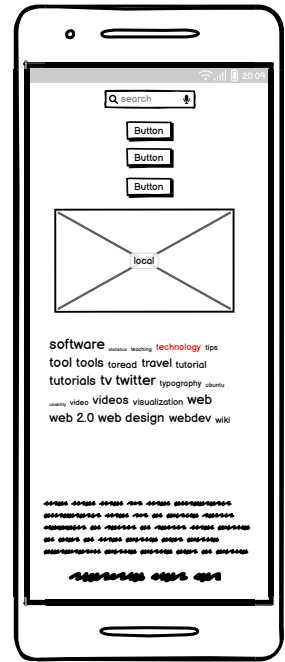 20:09
search
Button
Button
Button
local
software statistics teaching technology tips
tool tools toread travel tutorial
tutorials tv twitter typography ubuntu
usability video videos visualization web
web 2.0 web design webdev wiki